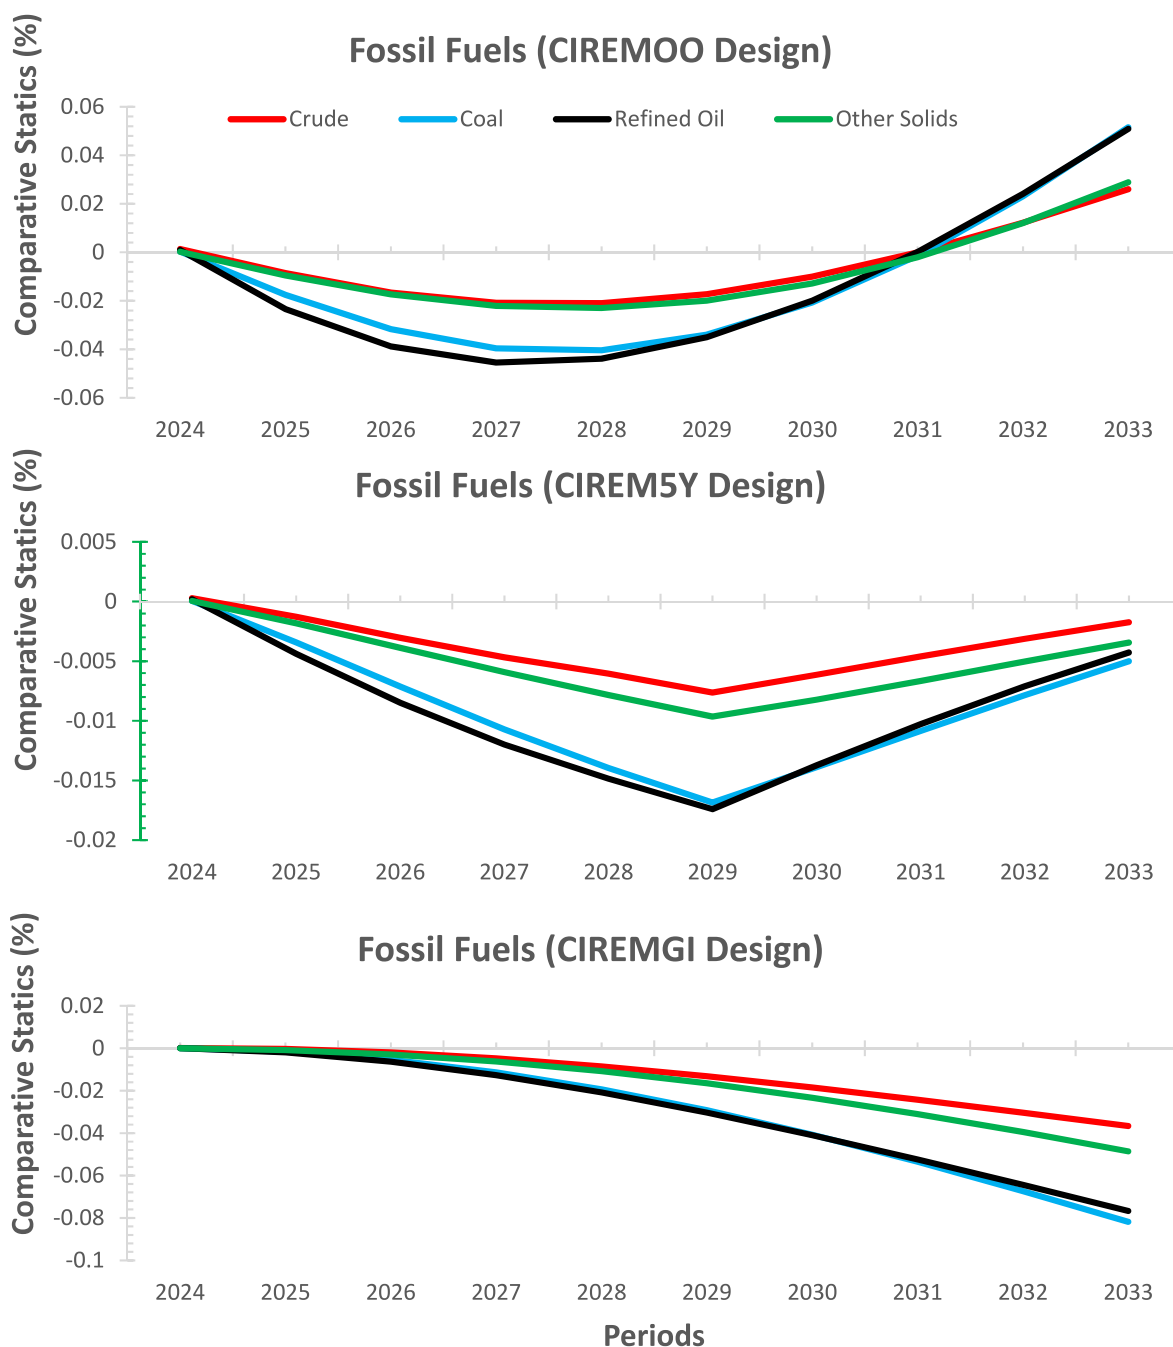 Fossil Fuels (CIREMOO Design)
Comparative Statics (%)
Crude Coal Refined Oil Other Solids
0.06
0.04
0.02
0
-0.02
-0.04
-0.06
2024 2025 2026 2027 2028 2029 2030 2031 2032 2033
Fossil Fuels (CIREM5Y Design)
Comparative Statics (%)
0.005
0
-0.005
-0.01
-0.015
-0.02
2024 2025 2026 2027 2028 2029 2030 2031 2032 2033
Fossil Fuels (CIREMGI Design)
Comparative Statics (%)
0.02
0
-0.02
-0.04
-0.06
-0.08
-0.1
2024 2025 2026 2027 2028 2029 2030 2031 2032 2033
Periods